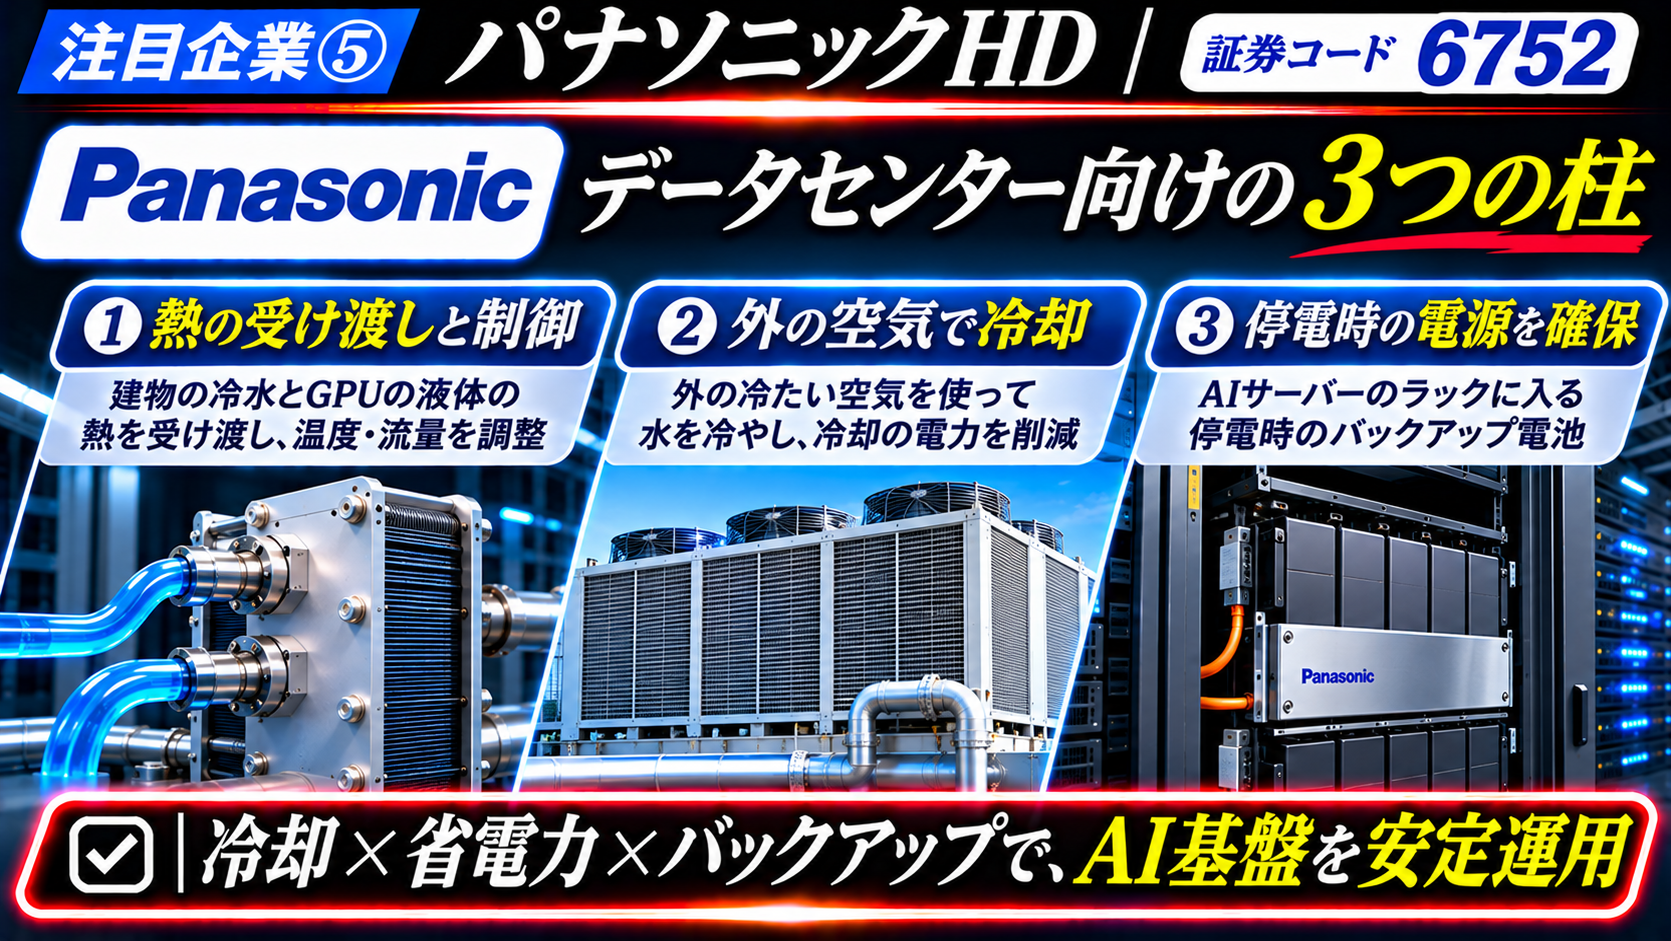 注目企業⑤
パナソニックHD
証券コード 6752
Panasonic
データセンター向けの3つの柱
1 熱の受け渡しと制御
建物の冷水とGPUの液体の
熱を受け渡し、温度・流量を調整
2 外の空気で冷却
外の冷たい空気を使って
水を冷やし、冷却の電力を削減
3 停電時の電源を確保
AIサーバーのラックに入る
停電時のバックアップ電池
Panasonic
冷却×省電力×バックアップで、AI基盤を安定運用